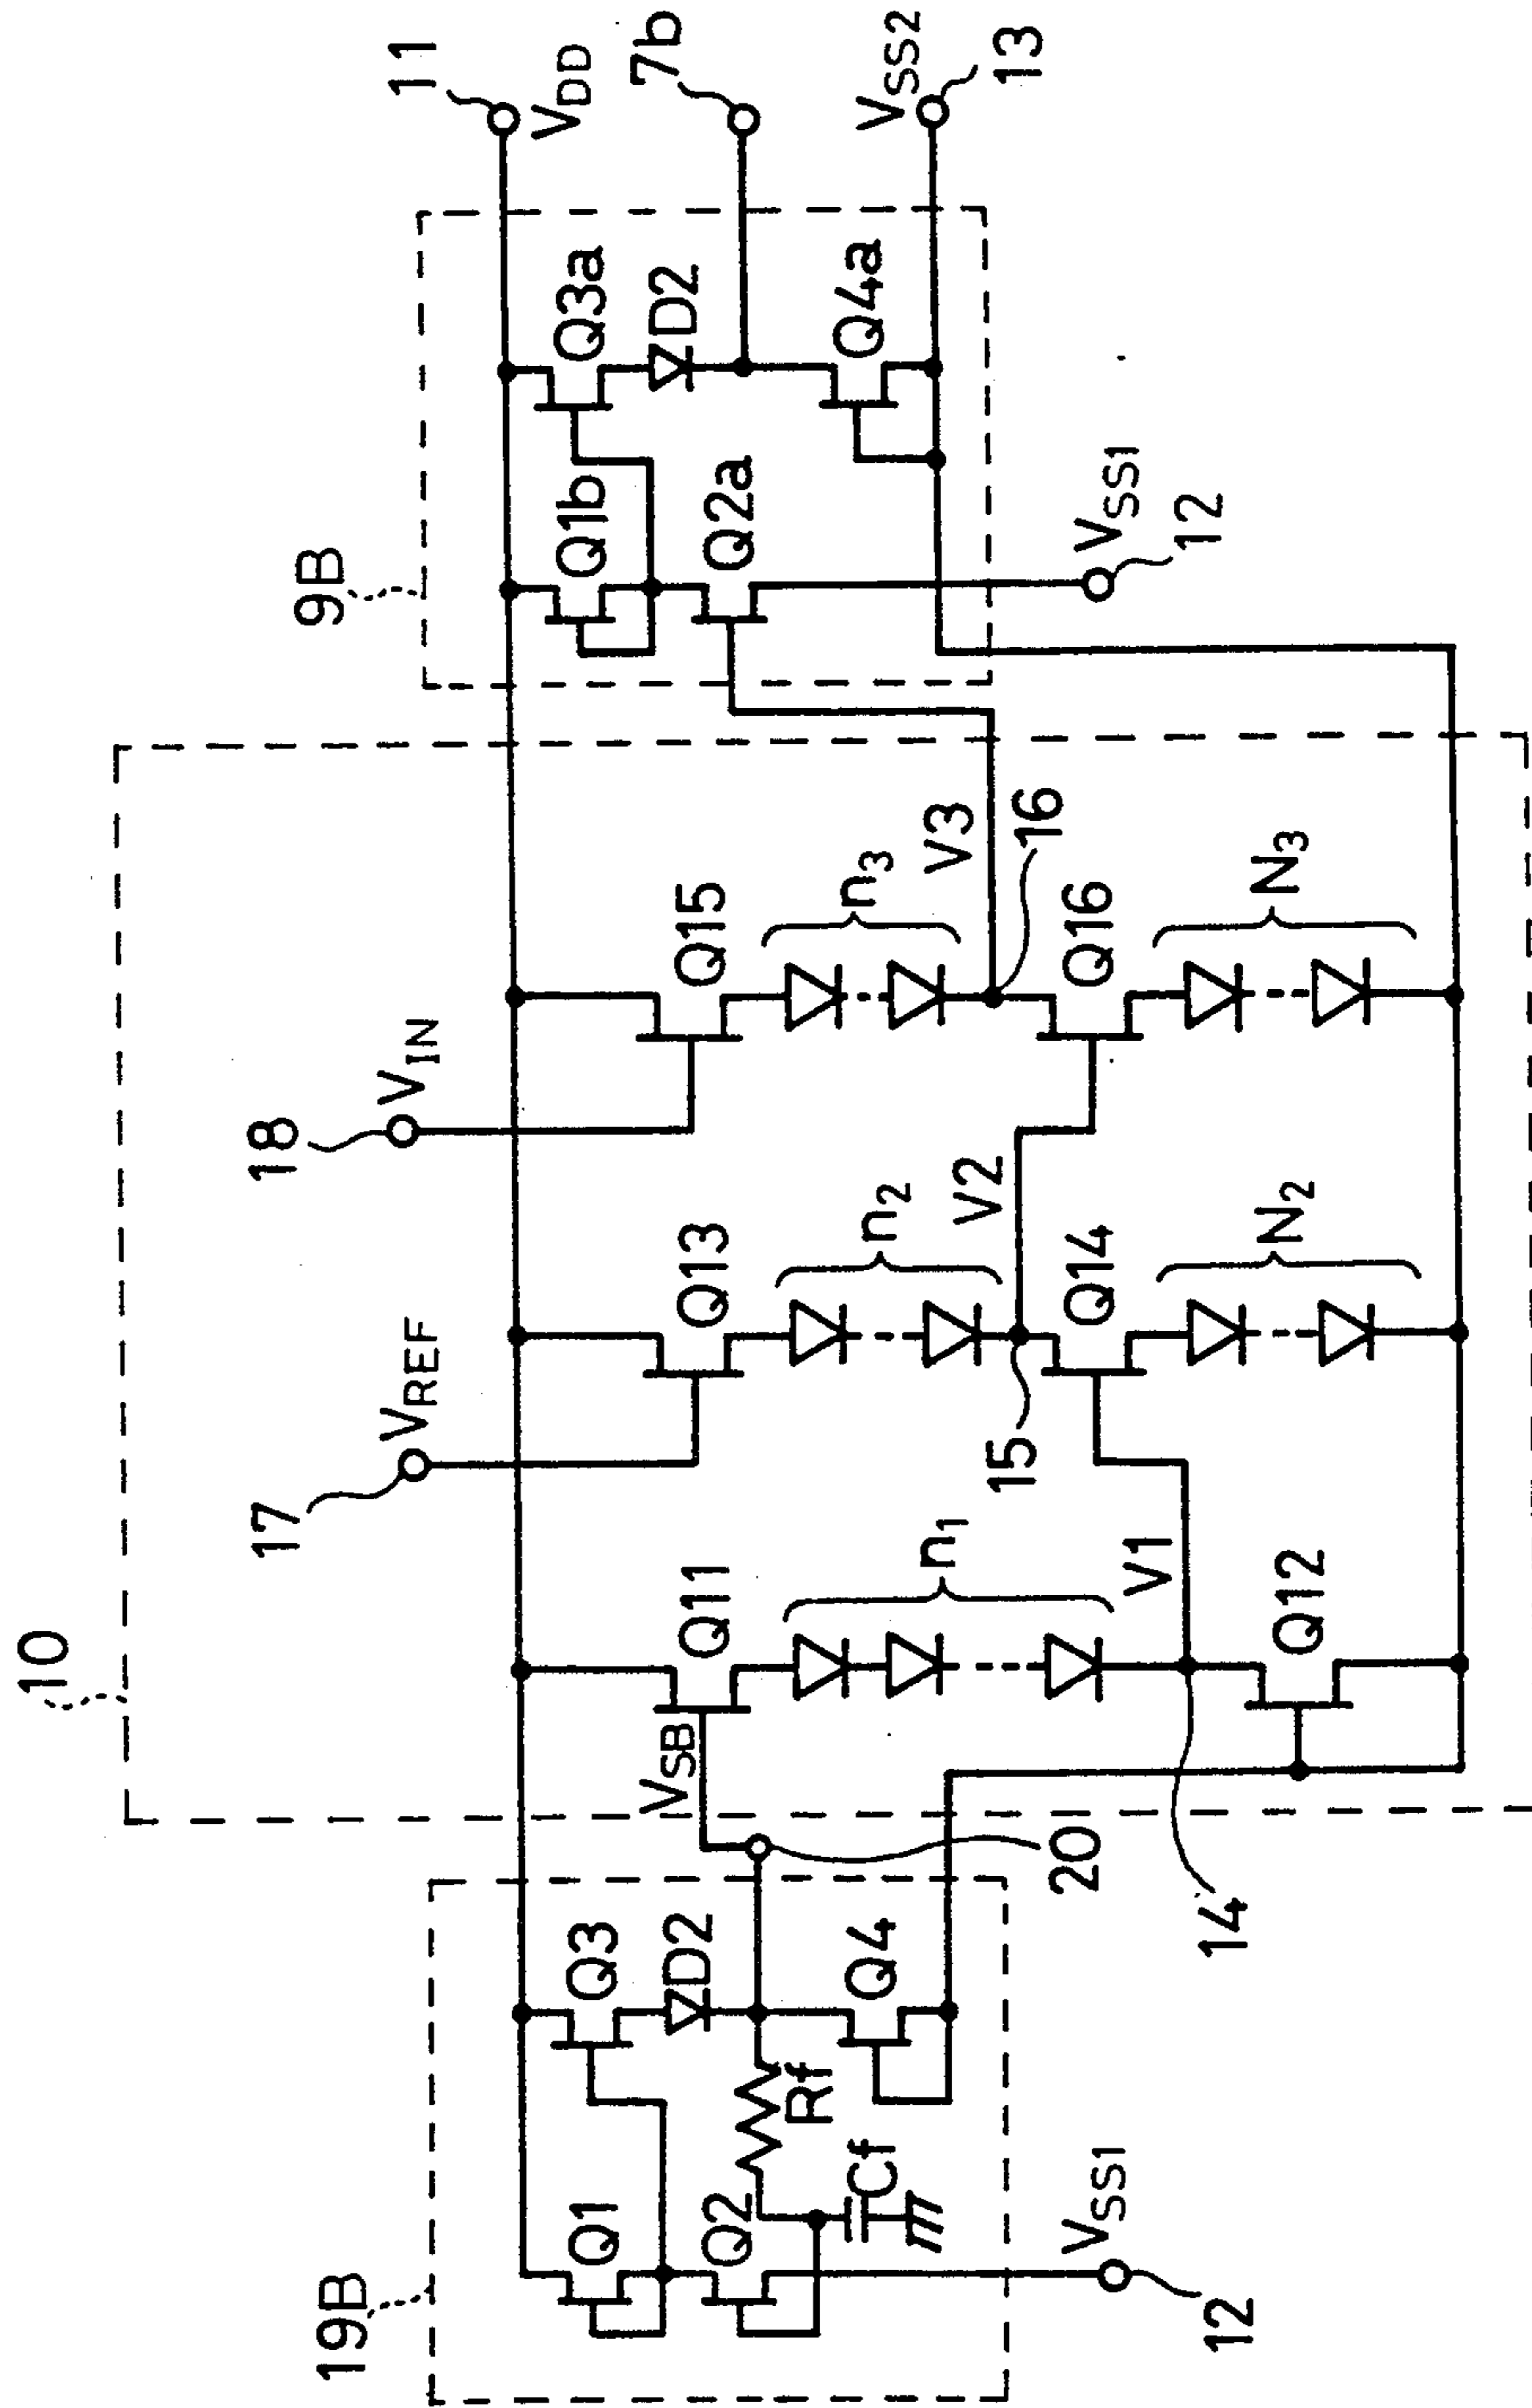 10
19B
9B
17
VREF
18
VIN
11
VDD
7b
VSS2
13
Q1
Q2
Q3
D2
Rf
Cf
Q4
VSS1
12
VSB
20
Q11
n1
V1
14
Q12
Q13
n2
V2
15
Q14
N2
Q15
n3
V3
16
Q16
N3
Q1b
Q2a
Q3a
D2
Q4a
VSS1
12